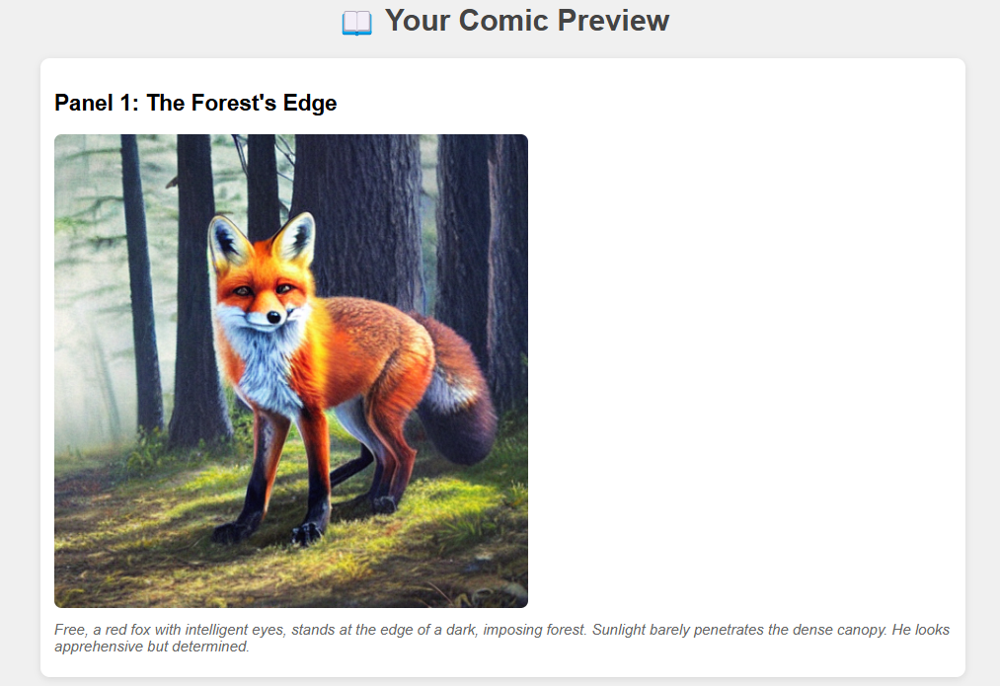 📖 Your Comic Preview
Panel 1: The Forest's Edge
Free, a red fox with intelligent eyes, stands at the edge of a dark, imposing forest. Sunlight barely penetrates the dense canopy. He looks
apprehensive but determined.